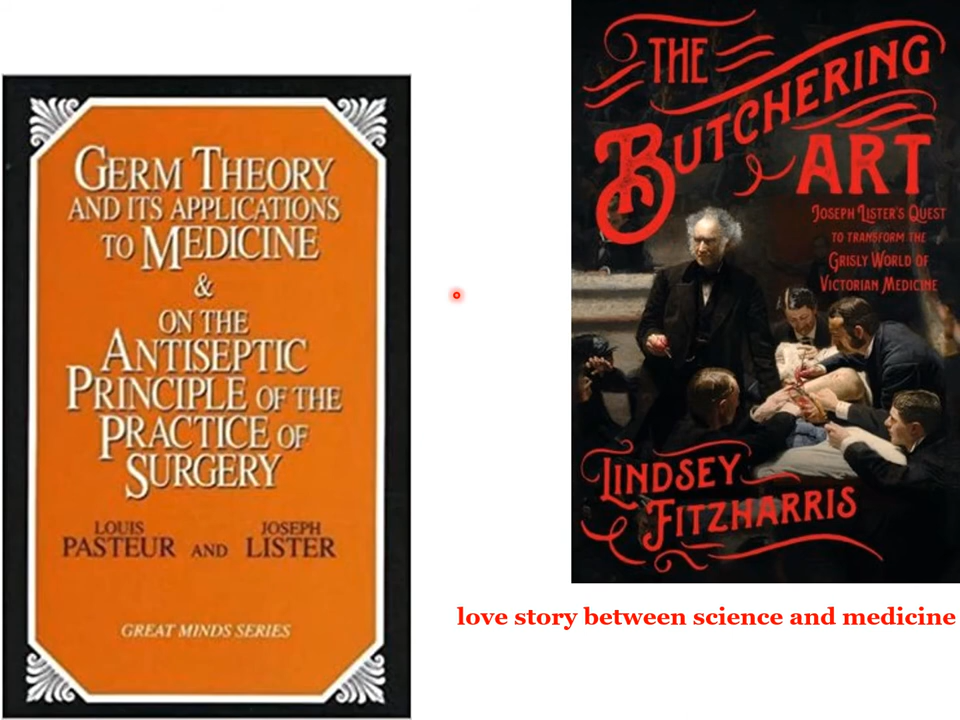 GERM THEORY
AND ITS APPLICATIONS
TO MEDICINE
&
ON THE
ANTISEPTIC
PRINCIPLE OF THE
PRACTICE OF
SURGERY
LOUIS
PASTEUR AND
JOSEPH
LISTER
GREAT MINDS SERIES
THE
BUTCHERING
ART
JOSEPH LISTER'S QUEST
TO TRANSFORM THE
GRISLY WORLD OF
VICTORIAN MEDICINE
LINDSEY
FITZHARRIS
love story between science and medicine